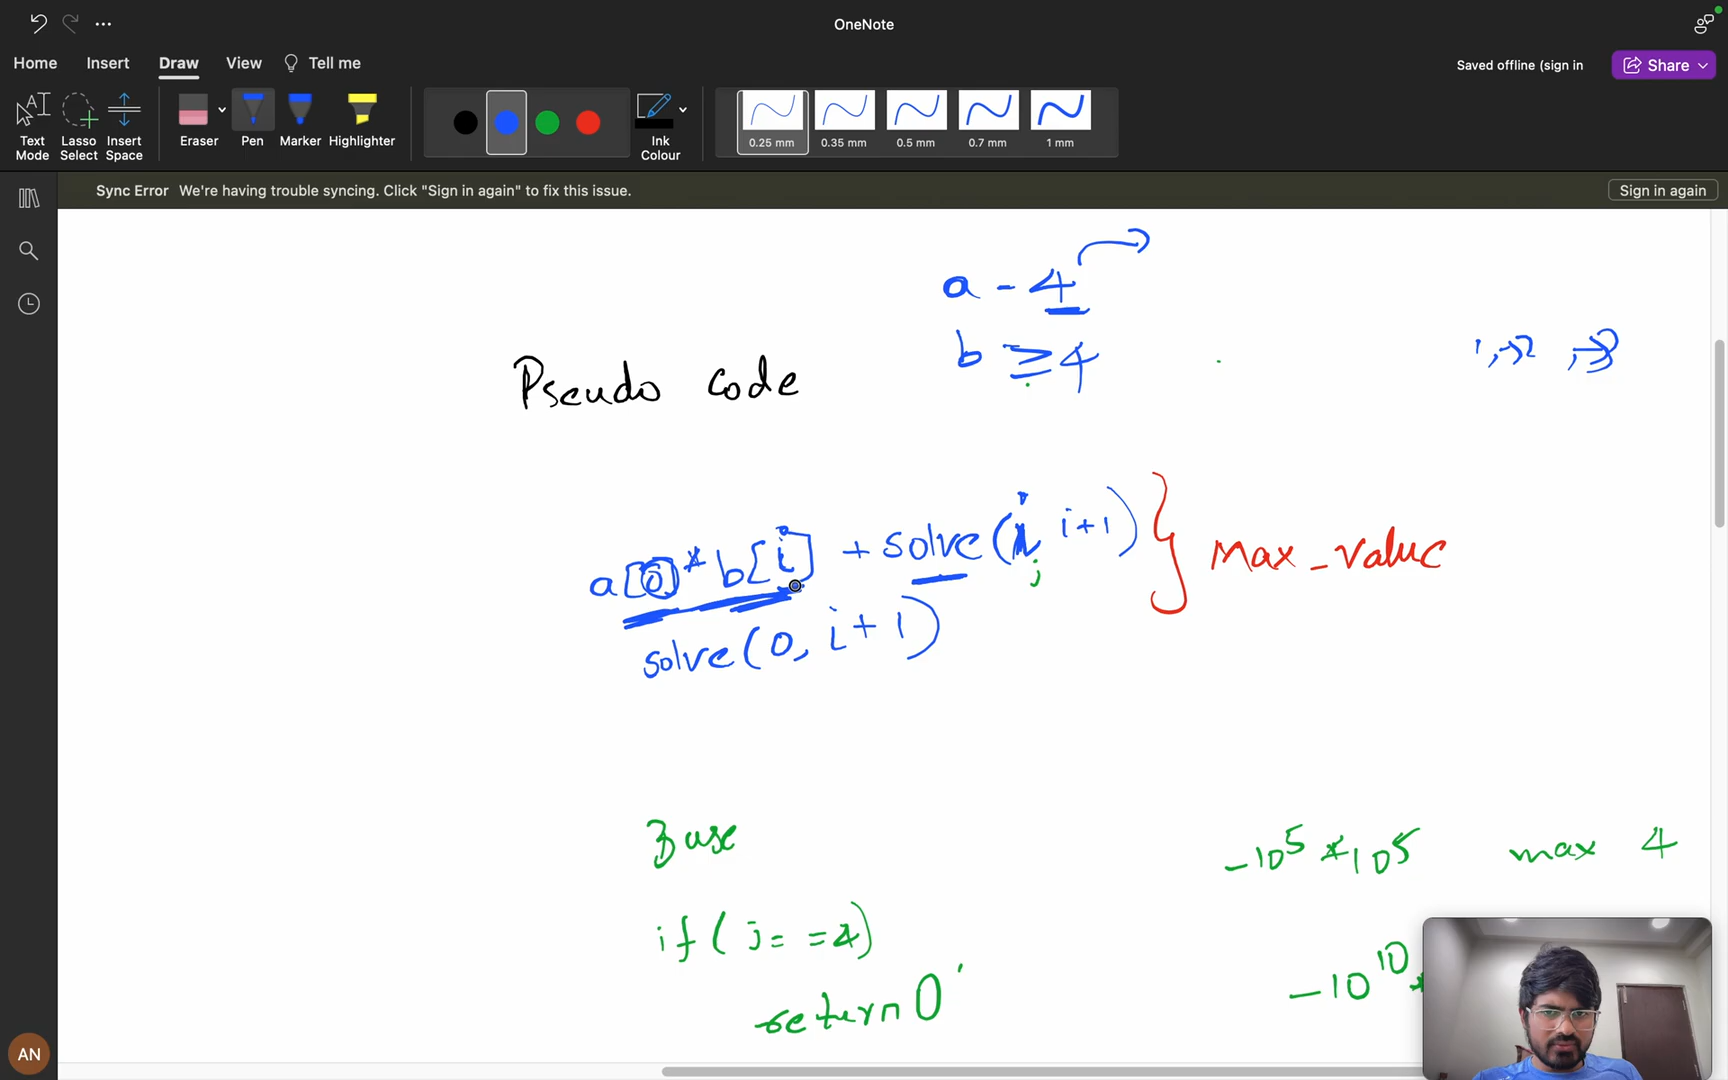 OneNote
Home Insert Draw View Tell me
Saved offline (sign in
Share
Text Mode
Lasso Select
Insert Space
Eraser
Pen
Marker
Highlighter
Ink Colour
0.25 mm
0.35 mm
0.5 mm
0.7 mm
1 mm
Sync Error We're having trouble syncing. Click "Sign in again" to fix this issue.
Sign in again
a - 4
b ≥ 4
Pseudo code
a[0] * b[i] + solve( i+1) } Max_value
j
solve(0, i+1)
Base
-10^5 * 10^5 max 4
if( j= =4)
-10^10
return 0
AN